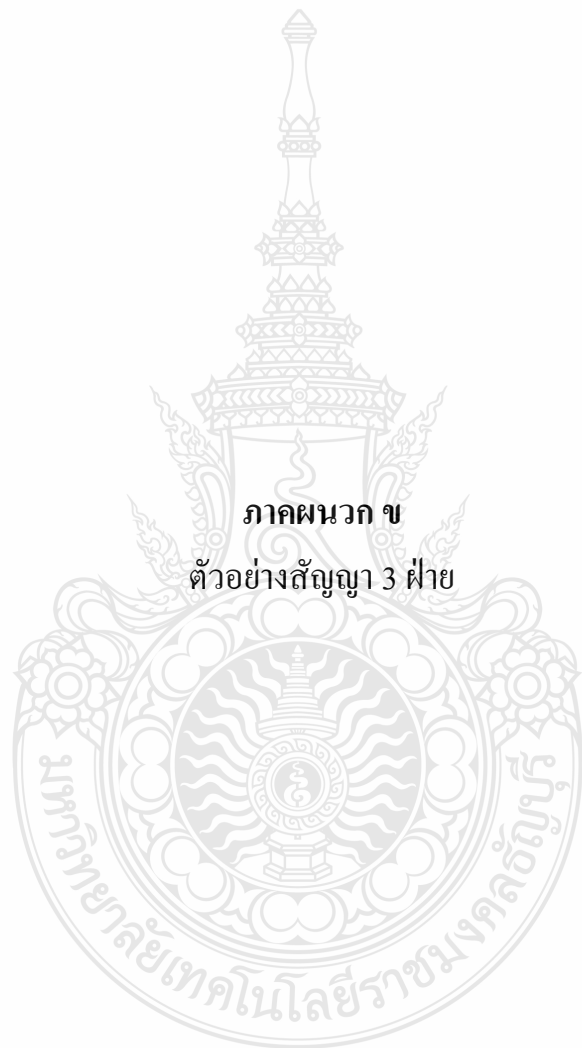 ภาคผนวก ข
ตัวอย่างสัญญา 3 ฝ่าย
มหาวิทยาลัยเทคโนโลยีราชมงคลธัญบุรี